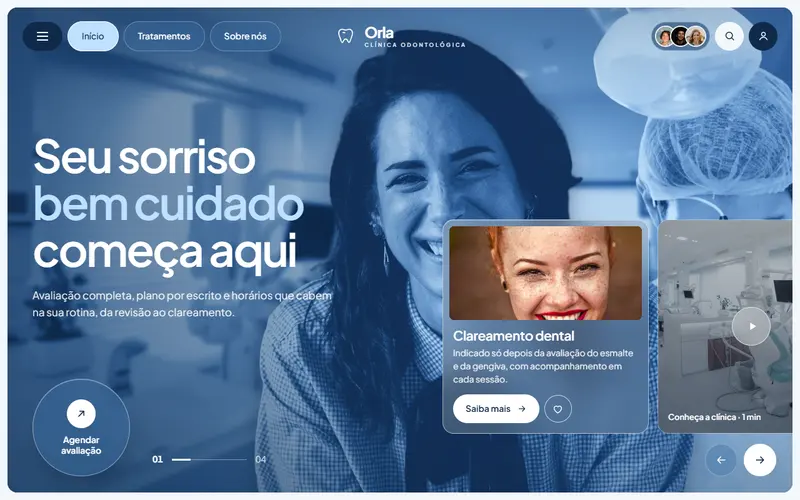 Início
Tratamentos
Sobre nós
Orla
CLÍNICA ODONTOLÓGICA
Seu sorriso
bem cuidado
começa aqui
Avaliação completa, plano por escrito e horários que cabem
na sua rotina, da revisão ao clareamento.
Agendar
avaliação
01
04
Clareamento dental
Indicado só depois da avaliação do esmalte
e da gengiva, com acompanhamento em
cada sessão.
Saiba mais
Conheça a clínica · 1 min